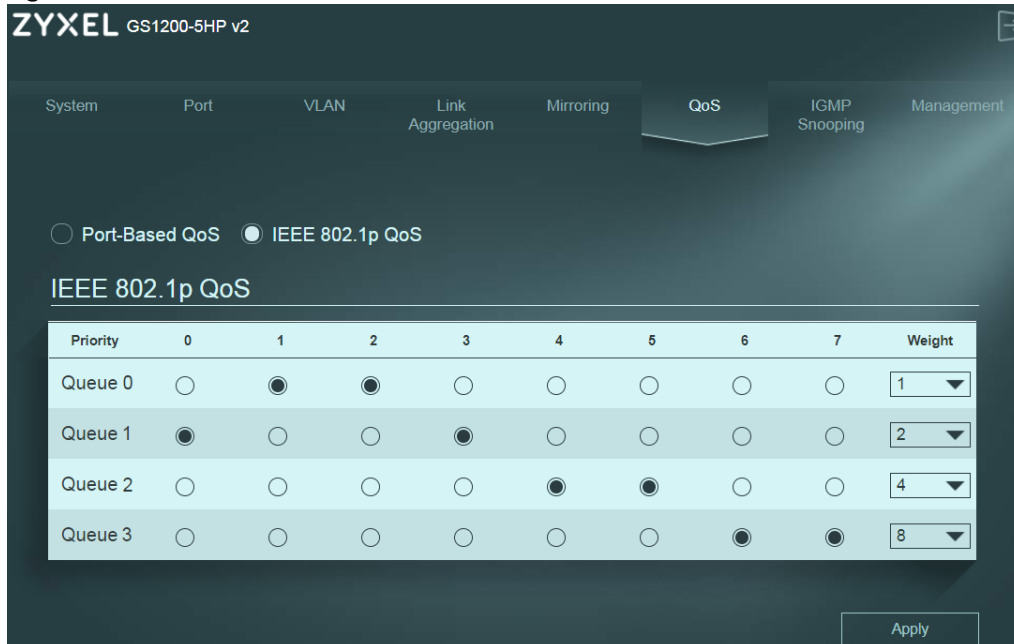 ZYXEL GS1200-5HP v2
System Port VLAN Link Aggregation Mirroring QoS IGMP Snooping Management
Port-Based QoS IEEE 802.1p QoS
IEEE 802.1p QoS
Priority 0 1 2 3 4 5 6 7 Weight
Queue 0 1
Queue 1 2
Queue 2 4
Queue 3 8
Apply